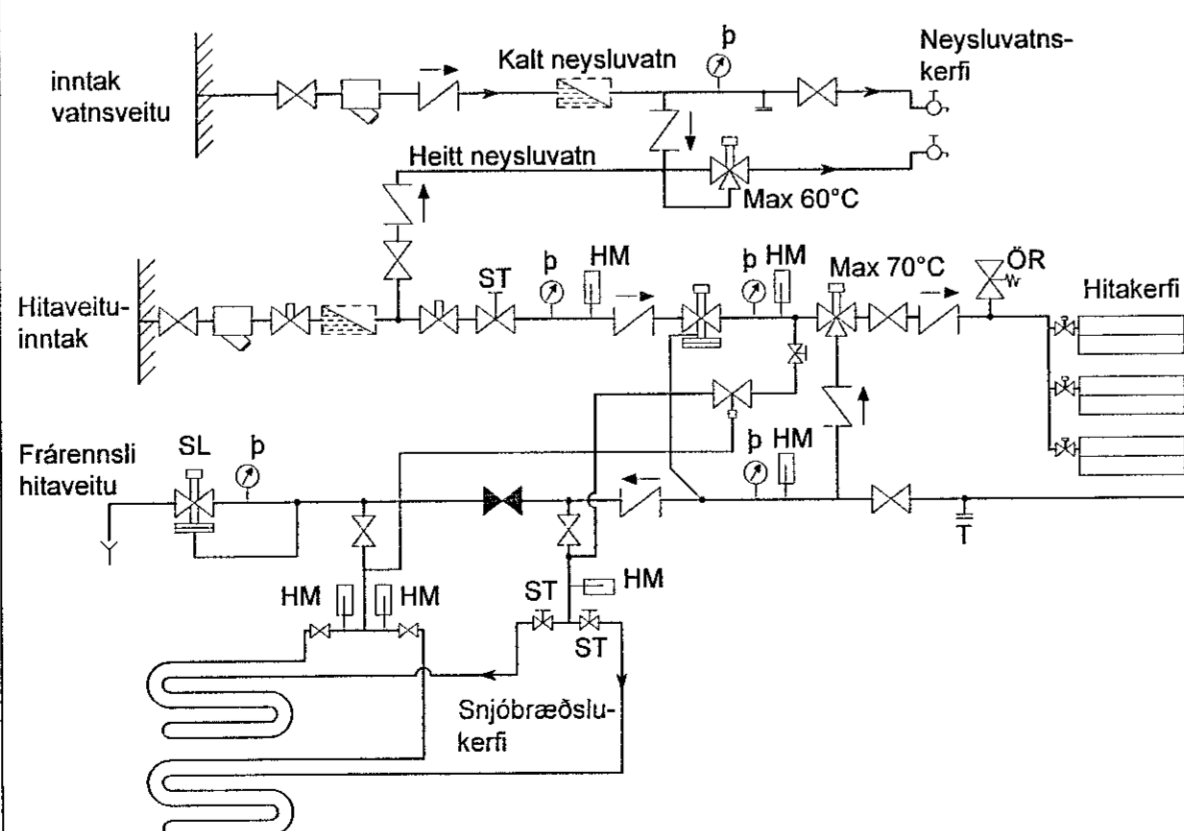 inntak
vatnsveitu
Kalt neysluvatn
þ
Neysluvatns-
kerfi
Heitt neysluvatn
Max 60°C
Hitaveitu-
inntak
ST
þ
HM
þ
HM
Max 70°C
ÖR
Hitakerfi
Frárennsli
hitaveitu
SL
þ
þ
HM
HM
HM
ST
HM
ST
Snjóbræðslu-
kerfi